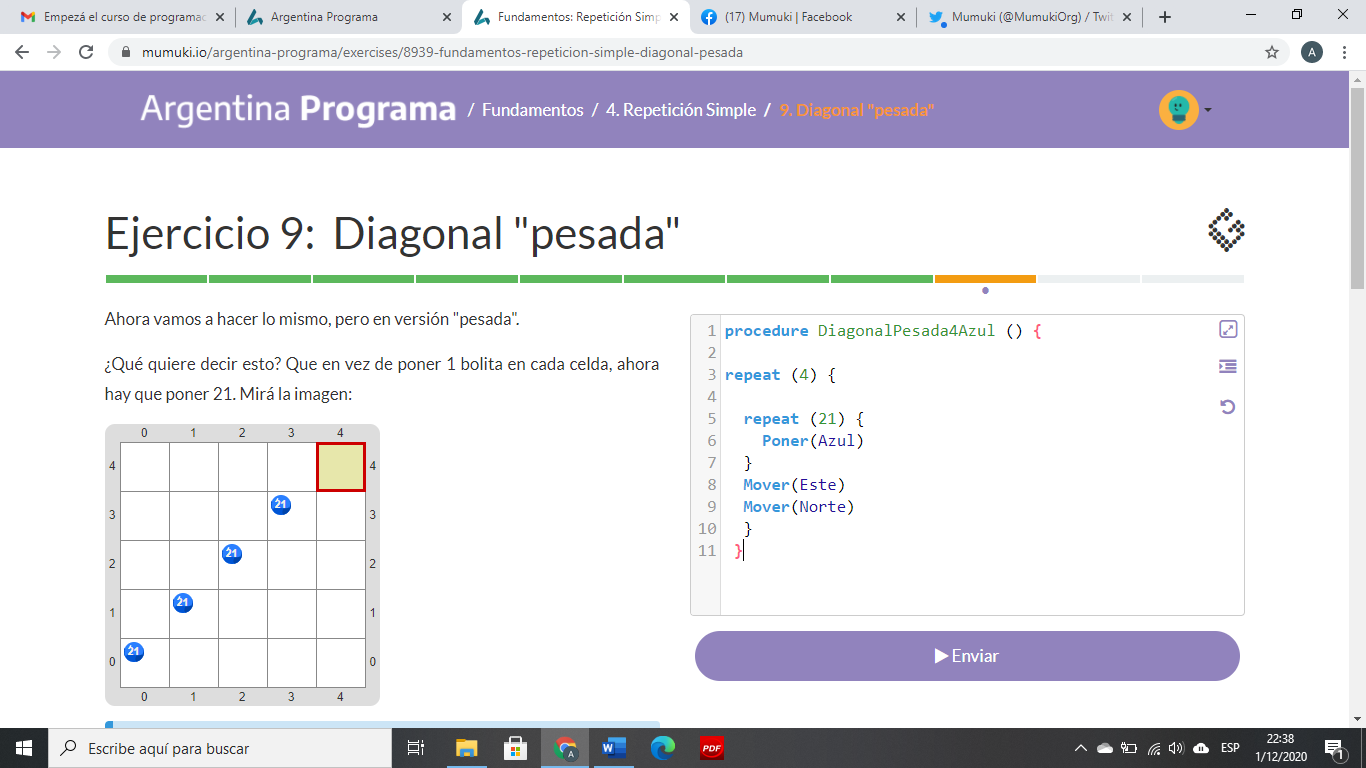 Empezá el curso de programac
Argentina Programa
Fundamentos: Repetición Simp
(17) Mumuki | Facebook
Mumuki (@MumukiOrg) / Twit
mumuki.io/argentina-programa/exercises/8939-fundamentos-repeticion-simple-diagonal-pesada
A
Argentina Programa / Fundamentos / 4. Repetición Simple / 9. Diagonal "pesada"
Ejercicio 9: Diagonal "pesada"
Ahora vamos a hacer lo mismo, pero en versión "pesada".
¿Qué quiere decir esto? Que en vez de poner 1 bolita en cada celda, ahora
hay que poner 21. Mirá la imagen:
0 1 2 3 4
4 4
3 21 3
2 21 2
1 21 1
0 21 0
0 1 2 3 4
1 procedure DiagonalPesada4Azul () {
2
3 repeat (4) {
4
5 repeat (21) {
6 Poner(Azul)
7 }
8 Mover(Este)
9 Mover(Norte)
10 }
11 }
Enviar
Escribe aquí para buscar
A
W
PDF
ESP
22:38
1/12/2020
1